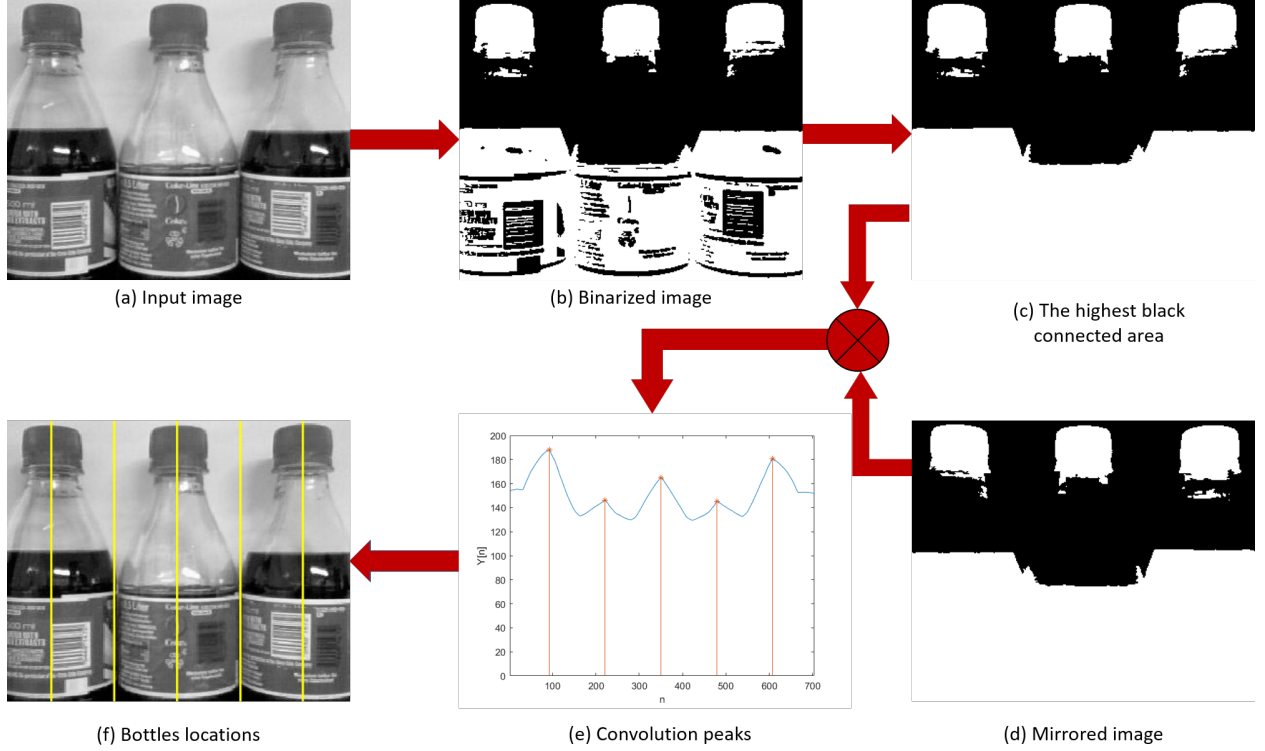 (a) Input image
(b) Binarized image
(c) The highest black
connected area
200
180
160
140
120
100
80
60
40
20
0
Y[n]
100 200 300 400 500 600 700
n
(f) Bottles locations
(e) Convolution peaks
(d) Mirrored image